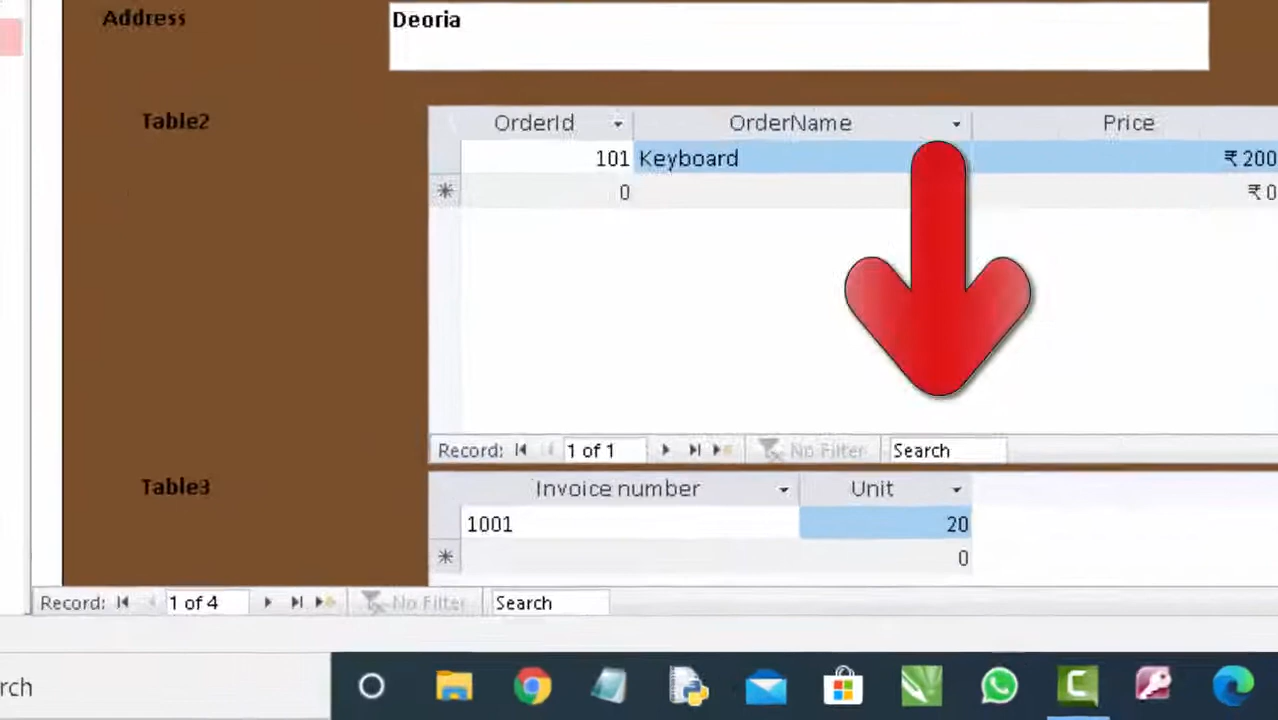 Address Deoria
Table2 OrderId OrderName Price
101 Keyboard ₹ 200
0 ₹ 0
Record: 1 of 1 No Filter Search
Table3 Invoice number Unit
1001 20
0
Record: 1 of 4 No Filter Search
rch